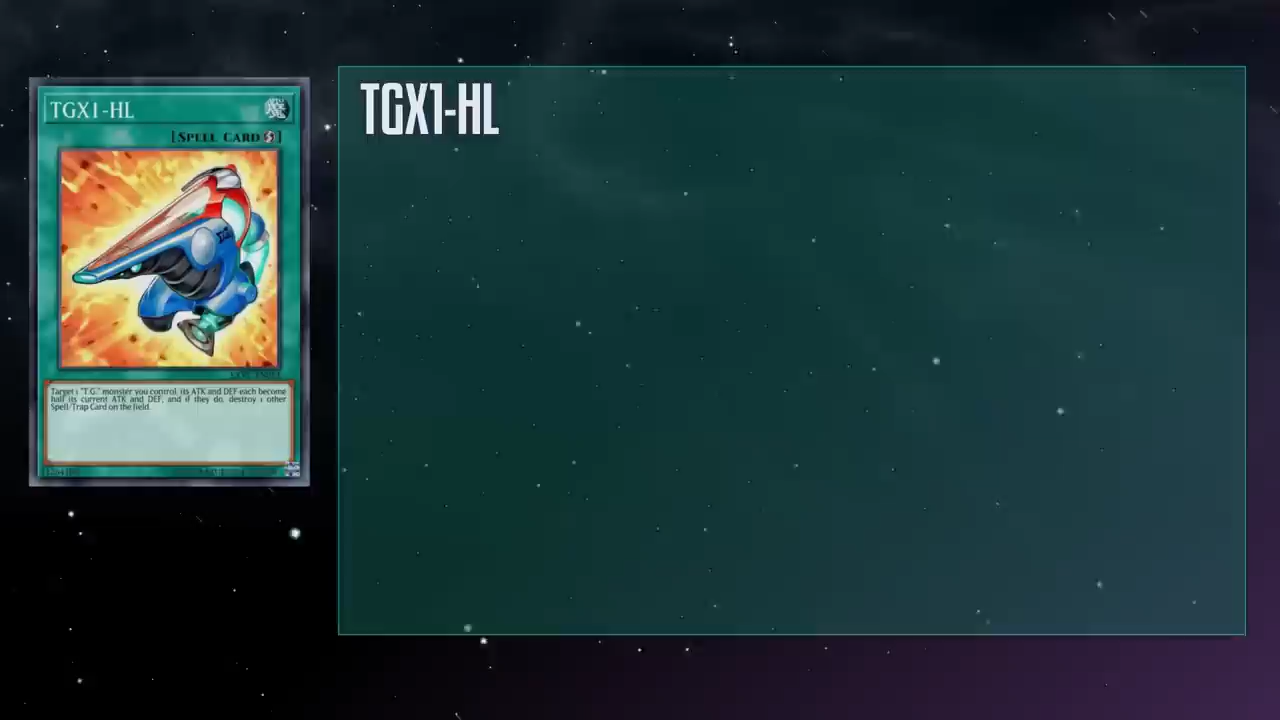 TGX1-HL
TGX1-HL
[SPELL CARD]
Target 1 "T.G." monster you control; its ATK and DEF each become
half its current ATK and DEF, and if they do, destroy 1 other
Spell/Trap Card on the field.